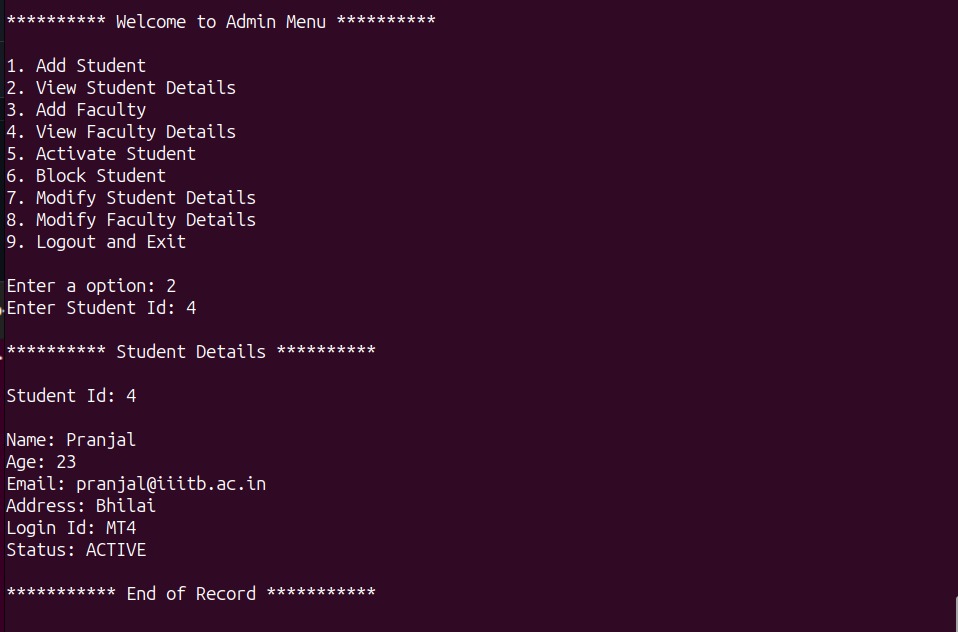 ********** Welcome to Admin Menu **********
1. Add Student
2. View Student Details
3. Add Faculty
4. View Faculty Details
5. Activate Student
6. Block Student
7. Modify Student Details
8. Modify Faculty Details
9. Logout and Exit
Enter a option: 2
Enter Student Id: 4
********** Student Details **********
Student Id: 4
Name: Pranjal
Age: 23
Email: pranjal@iiitb.ac.in
Address: Bhilai
Login Id: MT4
Status: ACTIVE
*********** End of Record ***********